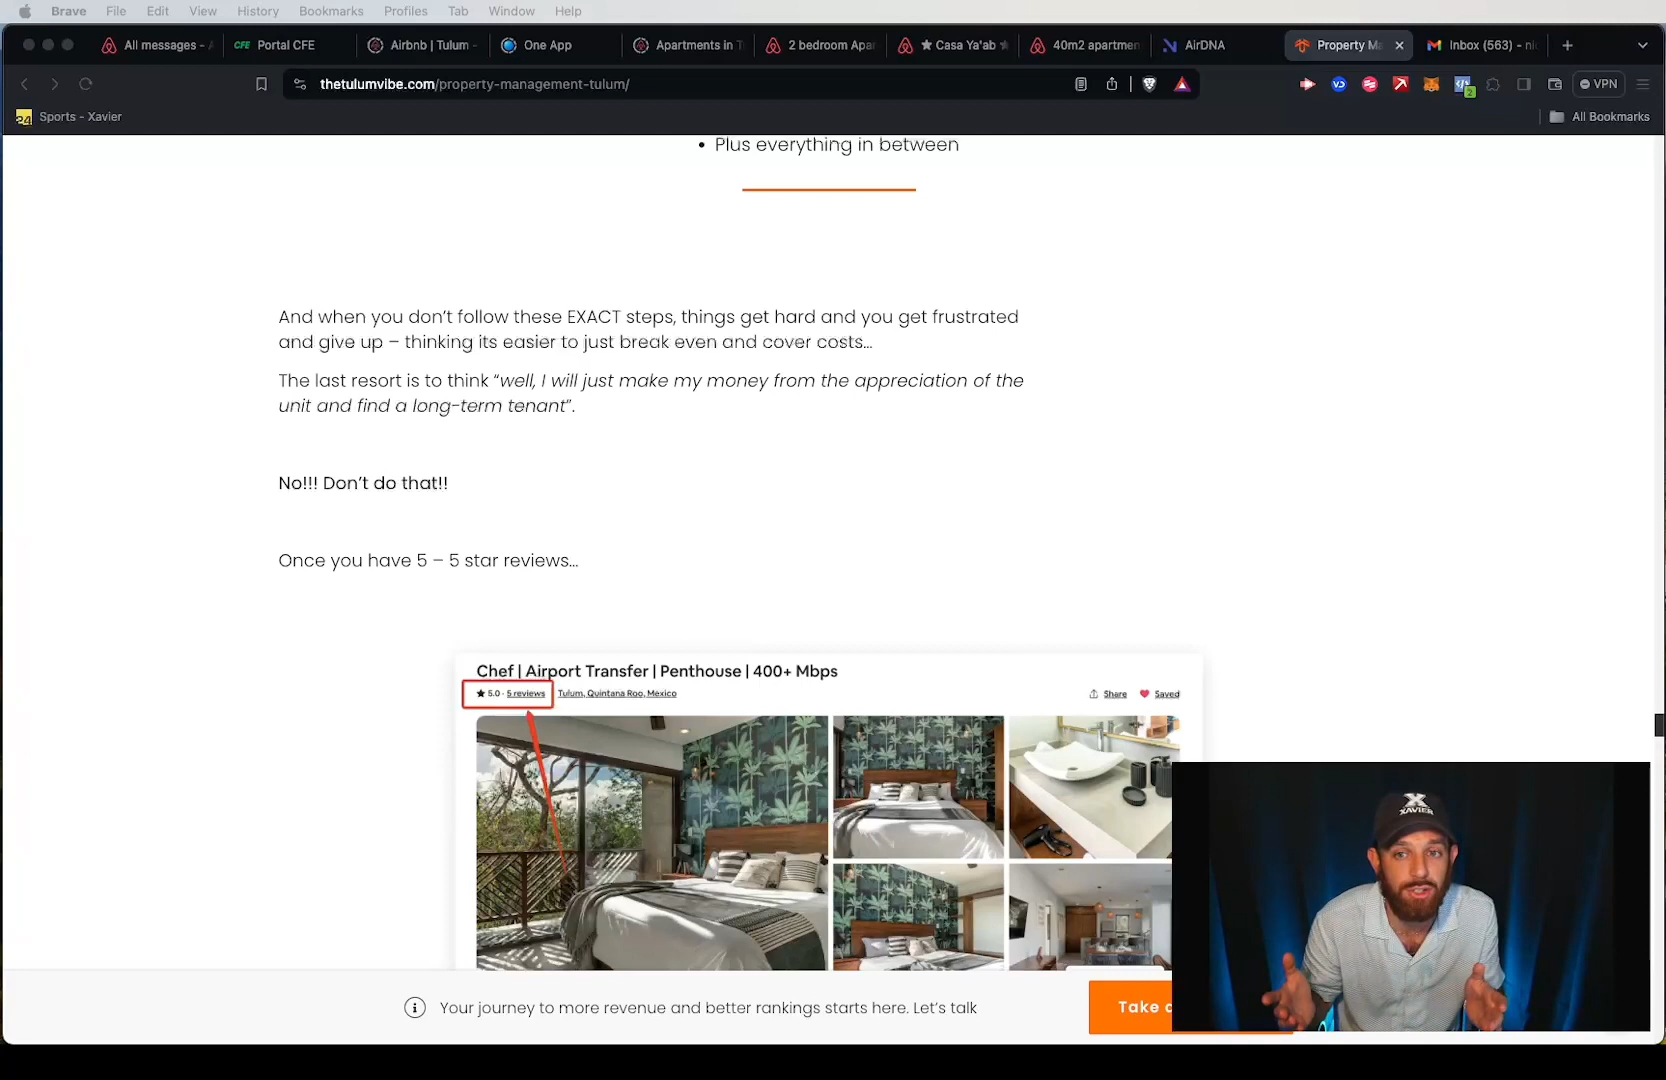 Brave File Edit View History Bookmarks Profiles Tab Window Help
All messages - A
CFE Portal CFE
Airbnb | Tulum -
One App
Apartments in T
2 bedroom Apar
★ Casa Ya'ab ★
40m2 apartmen
AirDNA
Property Ma
Inbox (563) - ni
thetulumvibe.com/property-management-tulum/
2
VPN
24 Sports - Xavier
All Bookmarks
• Plus everything in between
And when you don’t follow these EXACT steps, things get hard and you get frustrated
and give up – thinking its easier to just break even and cover costs…
The last resort is to think “well, I will just make my money from the appreciation of the
unit and find a long-term tenant”.
No!!! Don’t do that!!
Once you have 5 – 5 star reviews…
Chef | Airport Transfer | Penthouse | 400+ Mbps
★ 5.0 · 5 reviews Tulum, Quintana Roo, Mexico
Share Saved
X
XAVIER
Your journey to more revenue and better rankings starts here. Let’s talk
Take